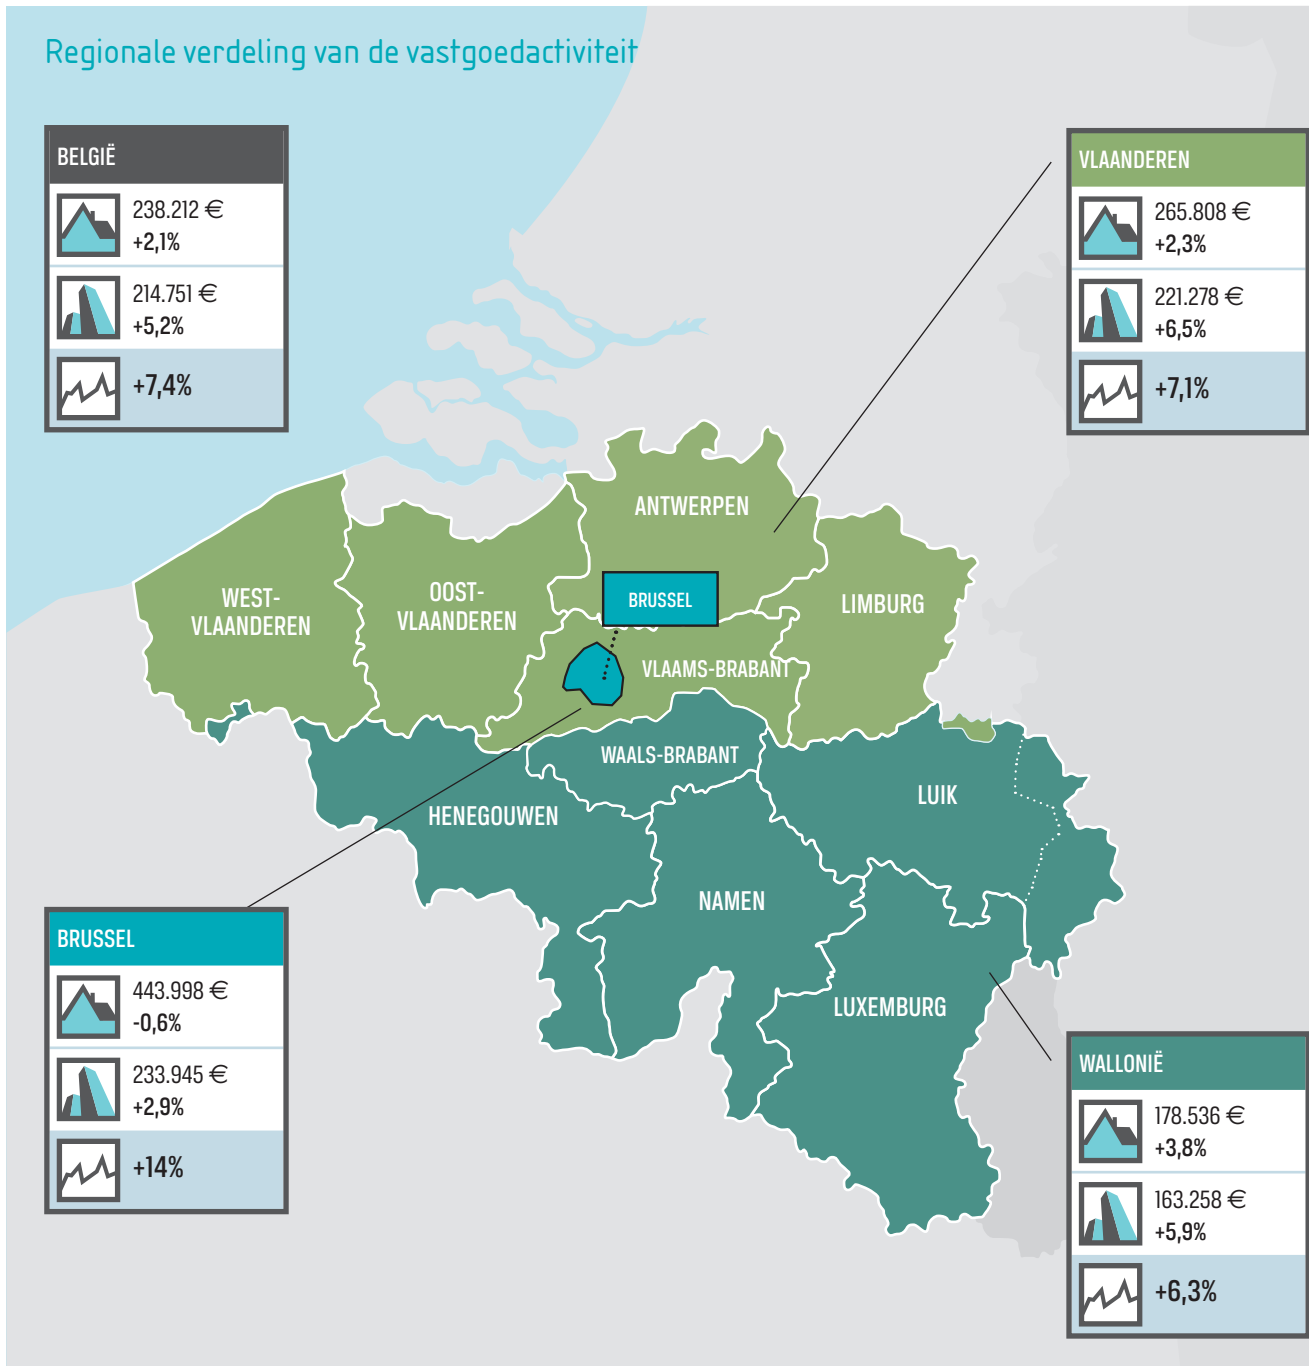 Regionale verdeling van de vastgoedactiviteit
BELGIË
238.212 €
+2,1%
214.751 €
+5,2%
+7,4%
VLAANDEREN
265.808 €
+2,3%
221.278 €
+6,5%
+7,1%
ANTWERPEN
WEST-
VLAANDEREN
OOST-
VLAANDEREN
BRUSSEL
LIMBURG
VLAAMS-BRABANT
WAALS-BRABANT
HENEGOUWEN
LUIK
NAMEN
LUXEMBURG
BRUSSEL
443.998 €
-0,6%
233.945 €
+2,9%
+14%
WALLONIË
178.536 €
+3,8%
163.258 €
+5,9%
+6,3%